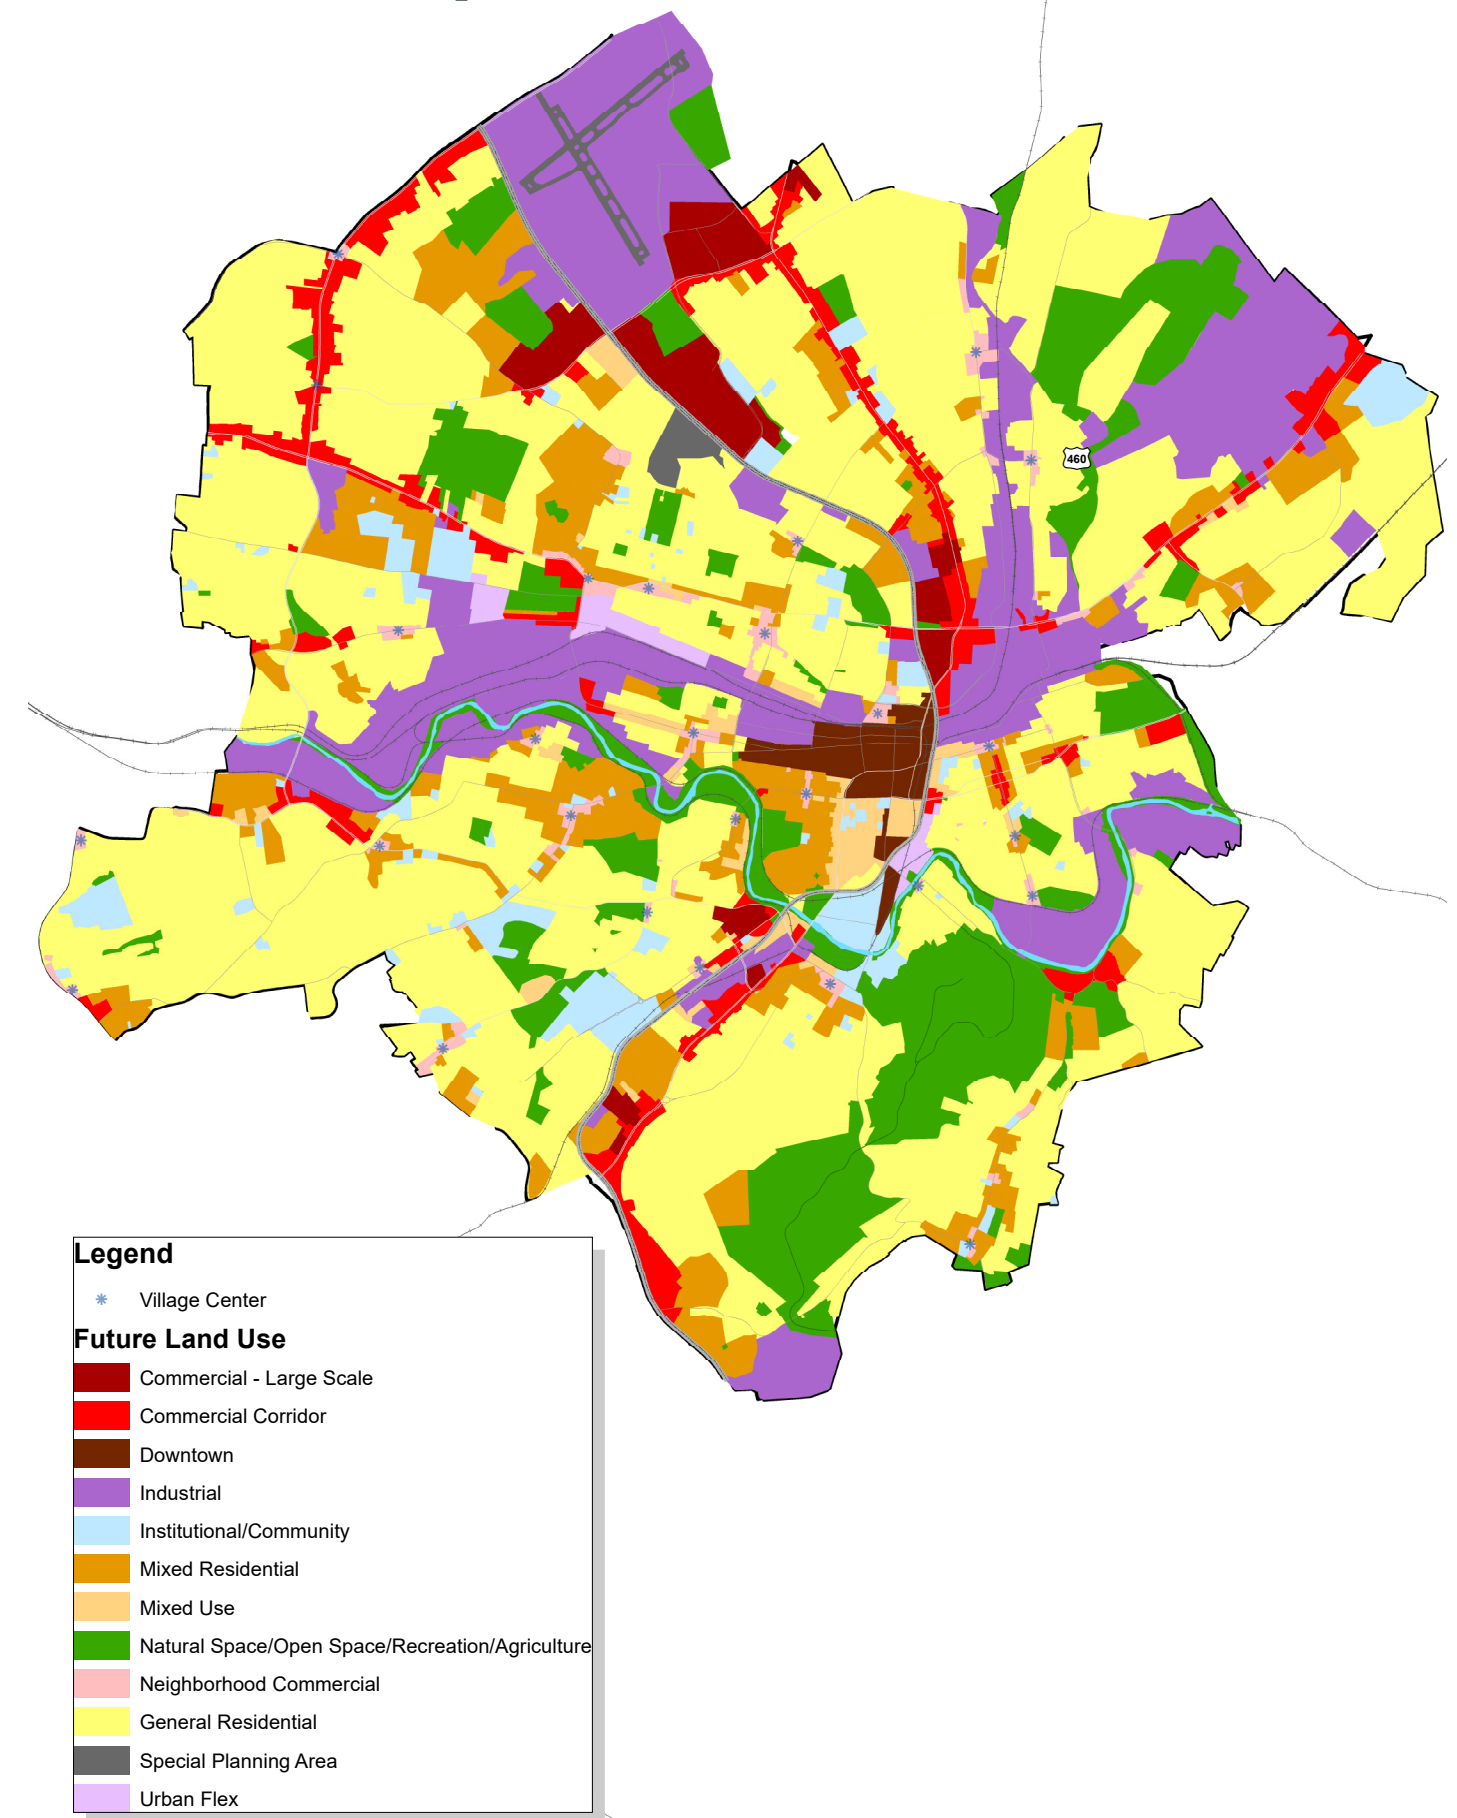 460
Legend
Village Center
Future Land Use
Commercial - Large Scale
Commercial Corridor
Downtown
Industrial
Institutional/Community
Mixed Residential
Mixed Use
Natural Space/Open Space/Recreation/Agriculture
Neighborhood Commercial
General Residential
Special Planning Area
Urban Flex